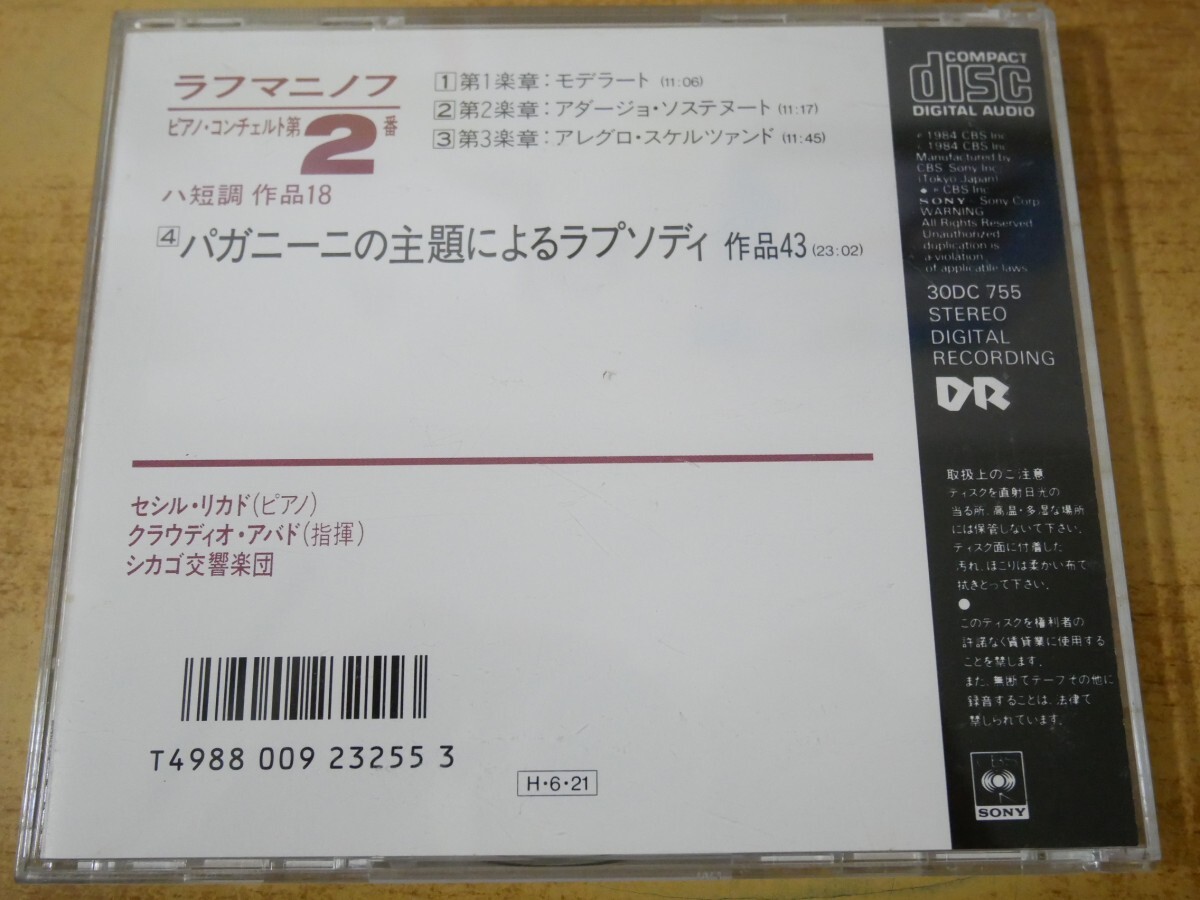 ラフマニノフ
ピアノ・コンチェルト第2番
ハ短調 作品18
1 第1楽章:モデラート (11:06)
2 第2楽章:アダージョ・ソステヌート (11:17)
3 第3楽章:アレグロ・スケルツァンド (11:45)
4 パガニーニの主題によるラプソディ 作品43 (23:02)
セシル・リカド(ピアノ)
クラウディオ・アバド(指揮)
シカゴ交響楽団
T4988 009 23255 3
H・6・21
COMPACT
disc
DIGITAL AUDIO
1984 CBS Inc
1984 CBS Inc
Manufactured by
CBS Sony Inc
(Tokyo Japan)
CBS Inc
SONY Sony Corp
WARNING
All Rights Reserved
Unauthorized
duplication is
a violation
of applicable laws
30DC 755
STEREO
DIGITAL
RECORDING
DR
取扱上のご注意
ディスクを直射日光の
当る所、高温・多湿な場所
には保管しないで下さい。
ディスク面に付着した
汚れ、ほこりは柔かい布で
拭きとって下さい。
このディスクを権利者の
許諾なく賃貸業に使用する
ことを禁じます。
また、無断でテープその他に
録音することは、法律で
禁じられています。
SONY